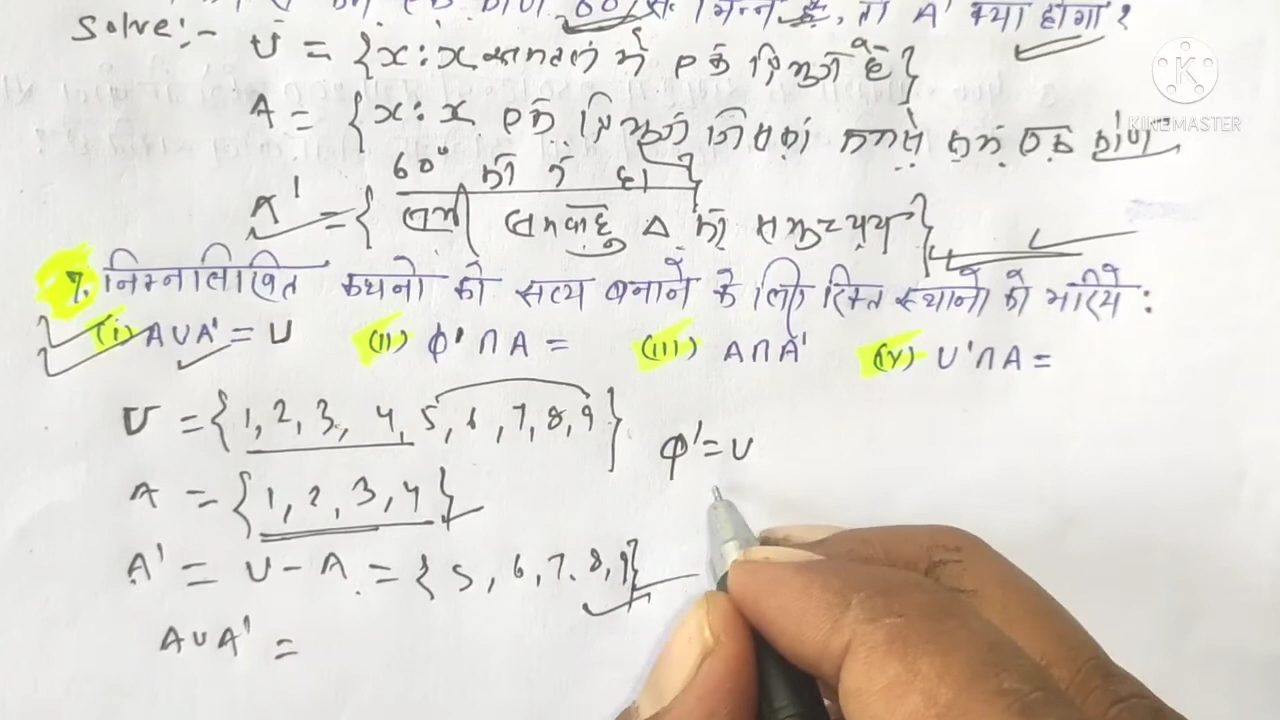 60° से भिन्न है, तो A' क्या होगा?
Solve:- U = {x:x समतल में एक त्रिभुज है}
A = {x:x एक त्रिभुज जिसका कम से कम एक कोण
60° का न हो}
A' = {सभी समबाहु Δ का समुच्चय}
7. निम्नलिखित कथनो को सत्य बनाने के लिए रिक्त स्थानो को भरिये:
(i) A∪A' = U (ii) ϕ'∩A = (iii) A∩A' (v) U'∩A =
U = {1,2,3, 4,5,6,7,8,9}
ϕ' = U
A = {1,2,3,4}
A' = U - A = {5,6,7.8,9}
A∪A' =
KINEMASTER